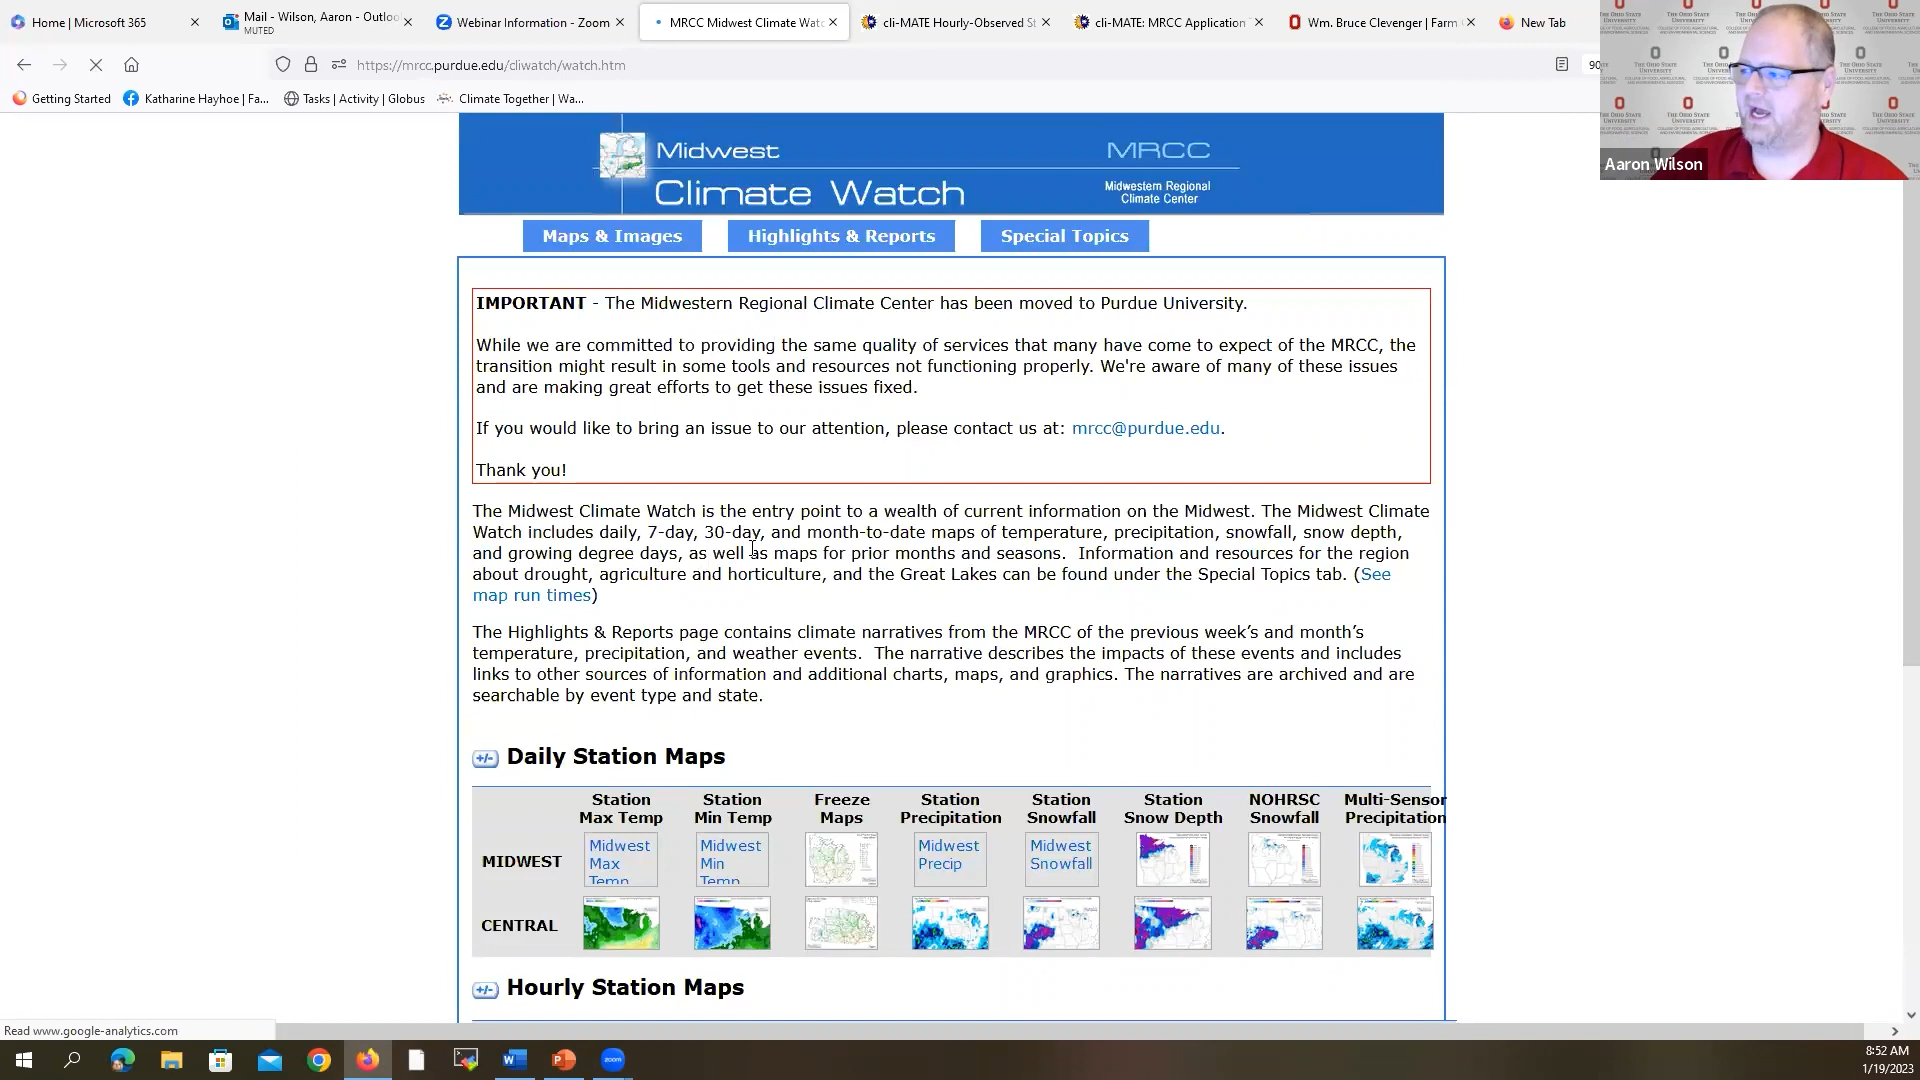 Home | Microsoft 365
Mail - Wilson, Aaron - Outloo
MUTED
Webinar Information - Zoom
MRCC Midwest Climate Watc
cli-MATE Hourly-Observed St
cli-MATE: MRCC Application
Wm. Bruce Clevenger | Farm
New Tab
https://mrcc.purdue.edu/cliwatch/watch.htm
90
Getting Started
Katharine Hayhoe | Fa...
Tasks | Activity | Globus
Climate Together | Wa...
THE OHIO STATE UNIVERSITY
Aaron Wilson
Midwest
Climate Watch
MRCC
Midwestern Regional
Climate Center
Maps & Images
Highlights & Reports
Special Topics
IMPORTANT - The Midwestern Regional Climate Center has been moved to Purdue University.
While we are committed to providing the same quality of services that many have come to expect of the MRCC, the
transition might result in some tools and resources not functioning properly. We're aware of many of these issues
and are making great efforts to get these issues fixed.
If you would like to bring an issue to our attention, please contact us at: mrcc@purdue.edu.
Thank you!
The Midwest Climate Watch is the entry point to a wealth of current information on the Midwest. The Midwest Climate
Watch includes daily, 7-day, 30-day, and month-to-date maps of temperature, precipitation, snowfall, snow depth,
and growing degree days, as well as maps for prior months and seasons.  Information and resources for the region
about drought, agriculture and horticulture, and the Great Lakes can be found under the Special Topics tab. (See
map run times)
The Highlights & Reports page contains climate narratives from the MRCC of the previous week’s and month’s
temperature, precipitation, and weather events.  The narrative describes the impacts of these events and includes
links to other sources of information and additional charts, maps, and graphics. The narratives are archived and are
searchable by event type and state.
+/- Daily Station Maps
Station Max Temp
Station Min Temp
Freeze Maps
Station Precipitation
Station Snowfall
Station Snow Depth
NOHRSC Snowfall
Multi-Sensor Precipitation
MIDWEST
Midwest Max Temp
Midwest Min Temp
Midwest Precip
Midwest Snowfall
CENTRAL
+/- Hourly Station Maps
Read www.google-analytics.com
zoom
8:52 AM
1/19/2023